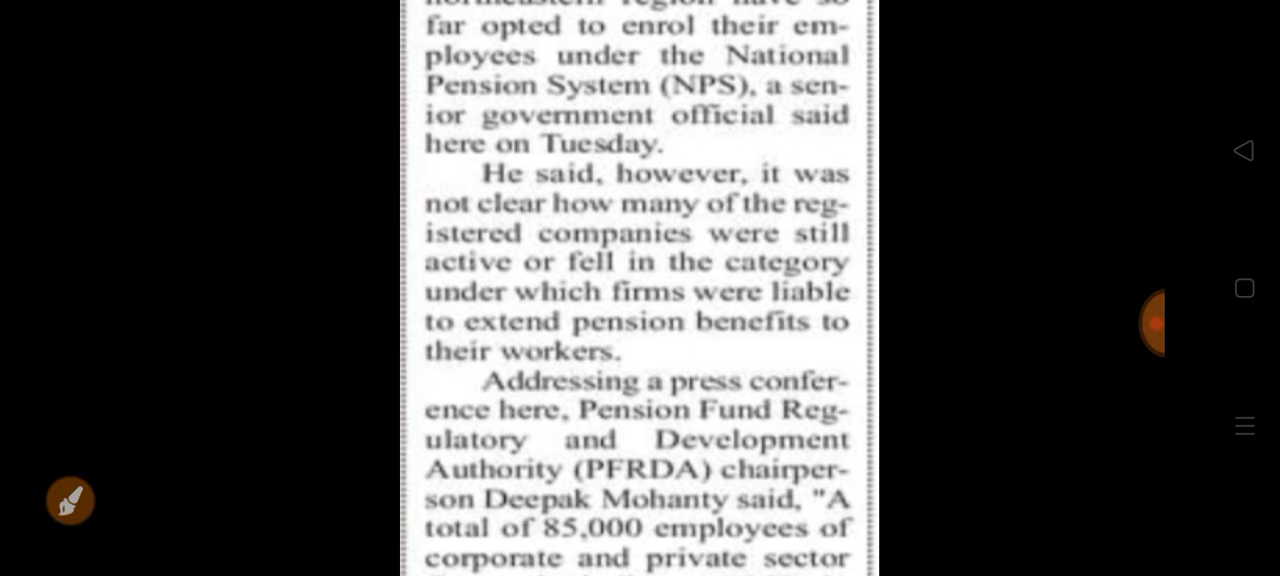 northeastern region have so
far opted to enrol their em-
ployees under the National
Pension System (NPS), a sen-
ior government official said
here on Tuesday.
He said, however, it was
not clear how many of the reg-
istered companies were still
active or fell in the category
under which firms were liable
to extend pension benefits to
their workers.
Addressing a press confer-
ence here, Pension Fund Reg-
ulatory and Development
Authority (PFRDA) chairper-
son Deepak Mohanty said, "A
total of 85,000 employees of
corporate and private sector